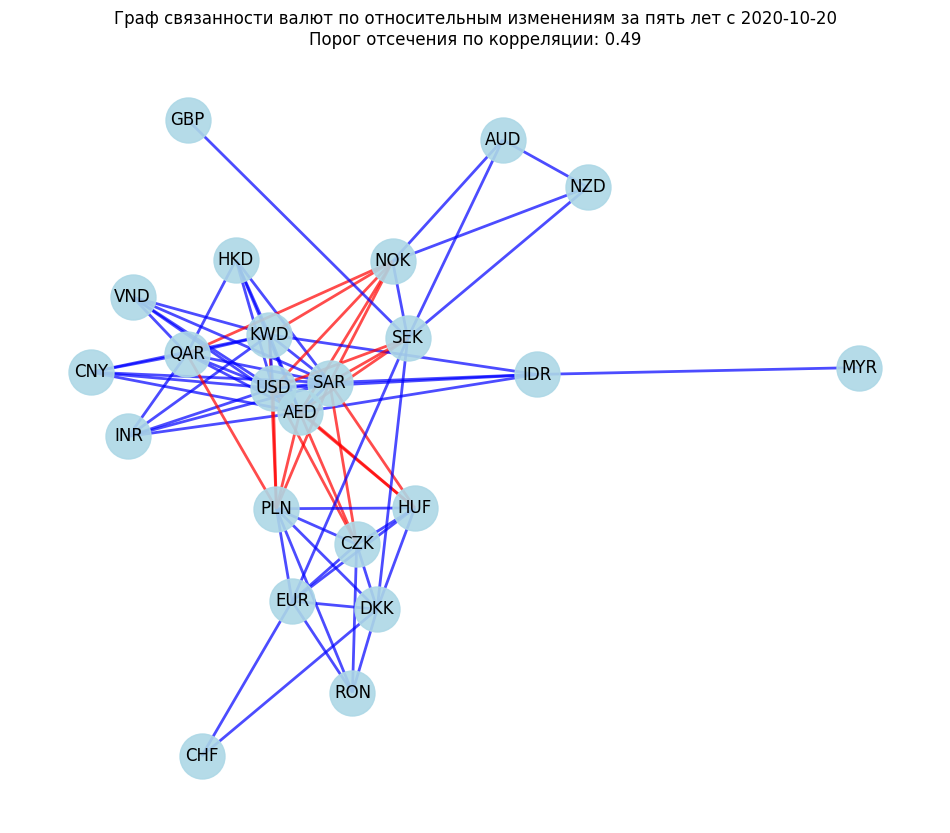 Граф связанности валют по относительным изменениям за пять лет с 2020-10-20
Порог отсечения по корреляции: 0.49
GBP
AUD
NZD
HKD
NOK
VND
KWD
SEK
QAR
CNY
USD
SAR
IDR
MYR
AED
INR
PLN
HUF
CZK
EUR
DKK
RON
CHF